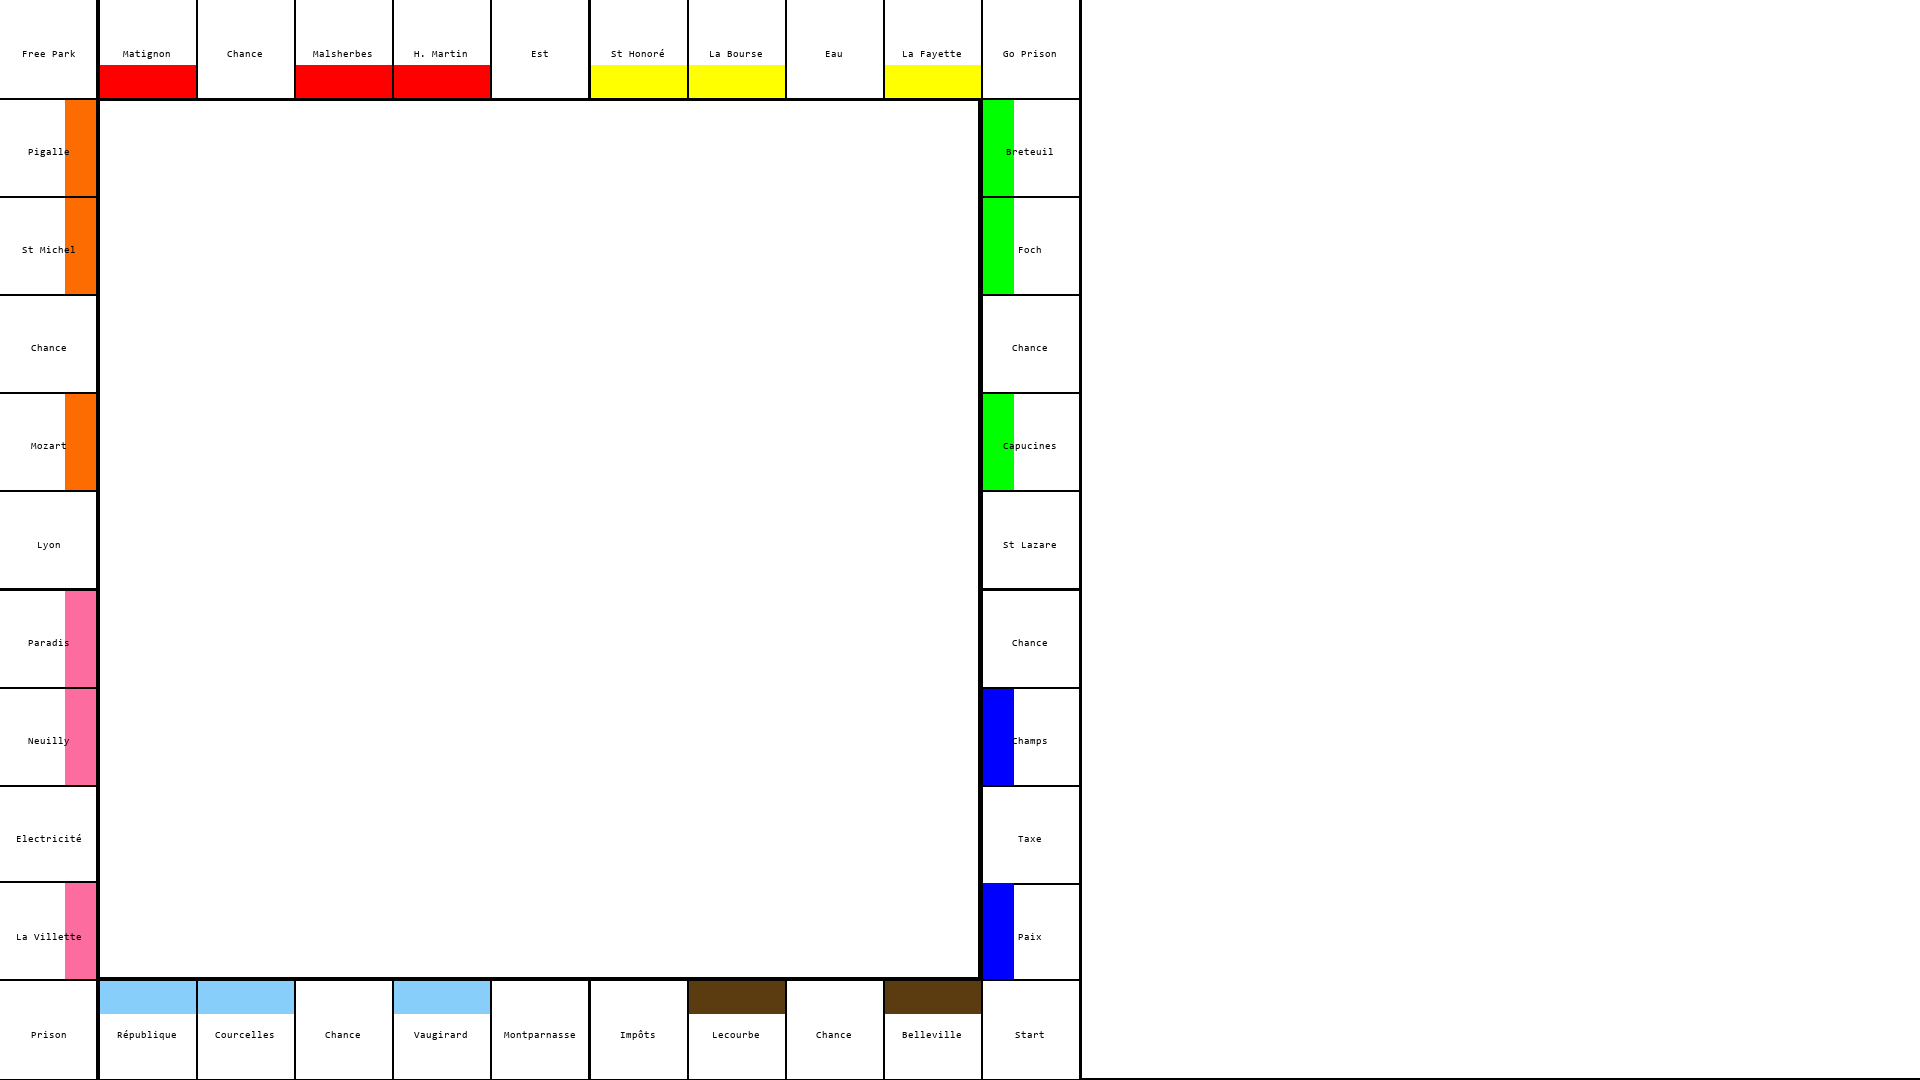 Free Park
Matignon
Chance
Malsherbes
H. Martin
Est
St Honoré
La Bourse
Eau
La Fayette
Go Prison
Pigalle
Breteuil
St Michel
Foch
Chance
Chance
Mozart
Capucines
Lyon
St Lazare
Paradis
Chance
Neuilly
Champs
Electricité
Taxe
La Villette
Paix
Prison
République
Courcelles
Chance
Vaugirard
Montparnasse
Impôts
Lecourbe
Chance
Belleville
Start